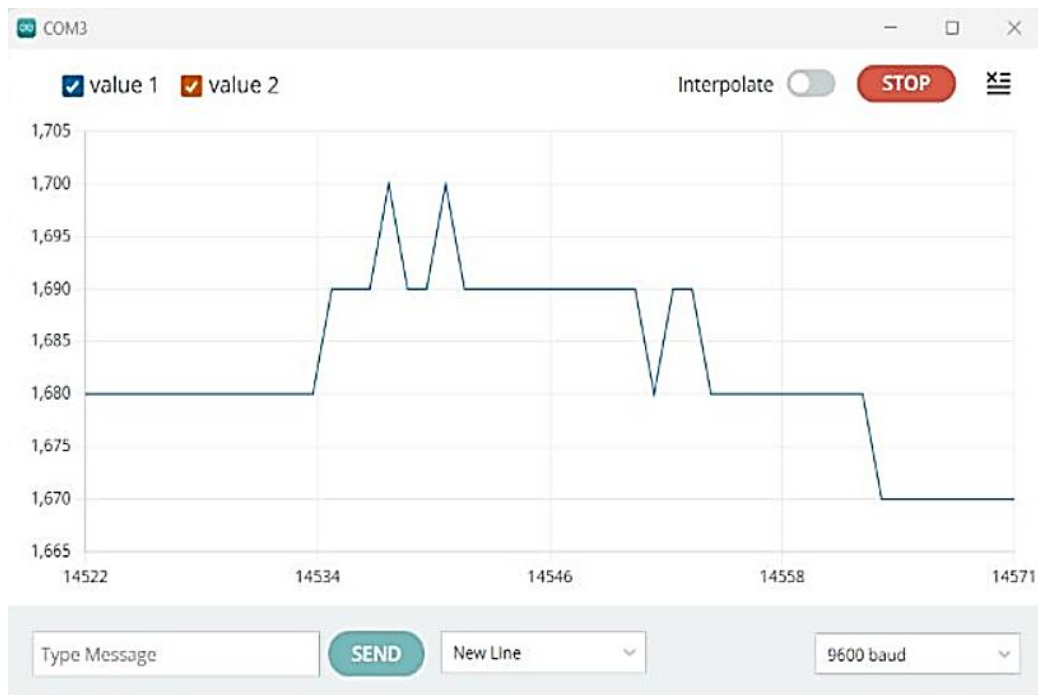 COM3
value 1 value 2 Interpolate STOP
1,705
1,700
1,695
1,690
1,685
1,680
1,675
1,670
1,665
14522 14534 14546 14558 14571
Type Message SEND New Line 9600 baud